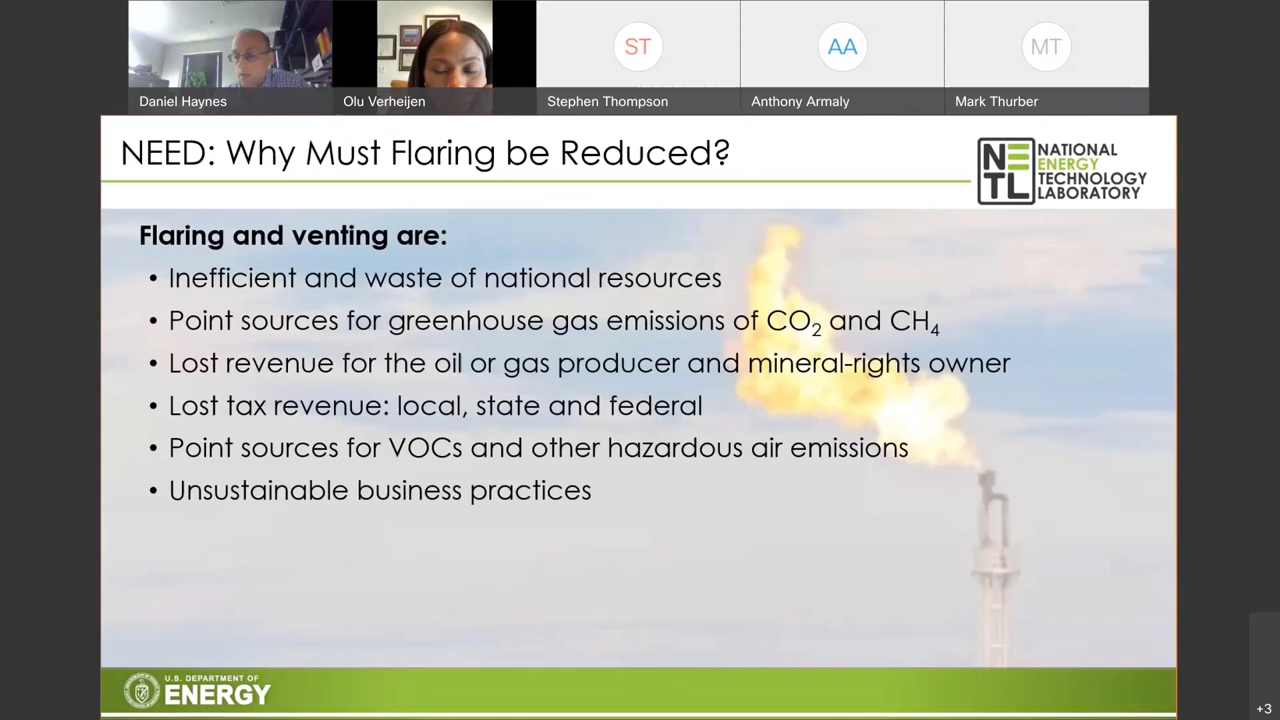 ST
AA
MT
Daniel Haynes
Olu Verheijen
Stephen Thompson
Anthony Armaly
Mark Thurber
NEED: Why Must Flaring be Reduced?
NE
TL
NATIONAL
ENERGY
TECHNOLOGY
LABORATORY
Flaring and venting are:
• Inefficient and waste of national resources
• Point sources for greenhouse gas emissions of CO₂ and CH₄
• Lost revenue for the oil or gas producer and mineral-rights owner
• Lost tax revenue: local, state and federal
• Point sources for VOCs and other hazardous air emissions
• Unsustainable business practices
U.S. DEPARTMENT OF
ENERGY
+3